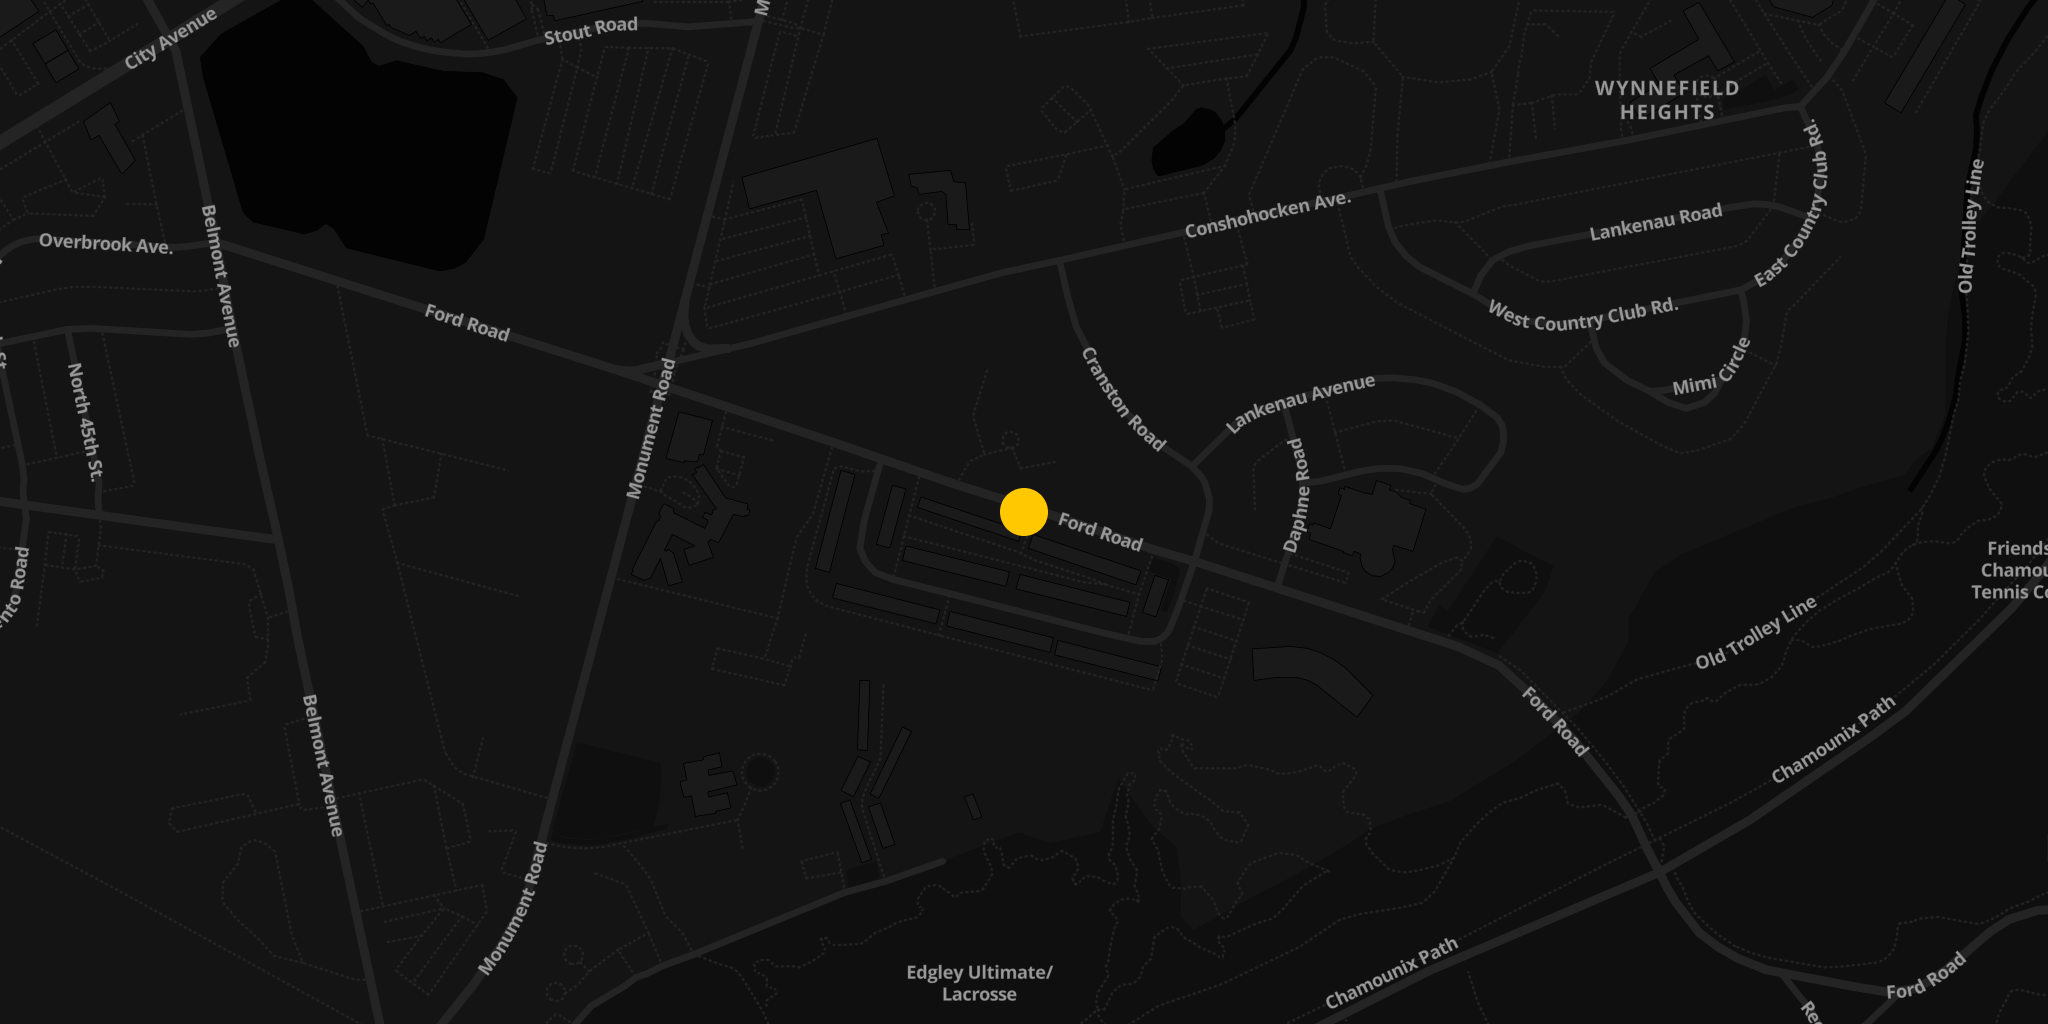 City Avenue
Stout Road
WYNNEFIELD
HEIGHTS
Overbrook Ave.
Belmont Avenue
Ford Road
Conshohocken Ave.
Lankenau Road
East Country Club Rd.
Old Trolley Line
West Country Club Rd.
Mimi Circle
North 45th St.
Monument Road
Cranston Road
Lankenau Avenue
Daphne Road
Ford Road
Friends
Chamou
Tennis Co
nto Road
Old Trolley Line
Belmont Avenue
Ford Road
Chamounix Path
Monument Road
Edgley Ultimate/
Lacrosse
Chamounix Path
Ford Road